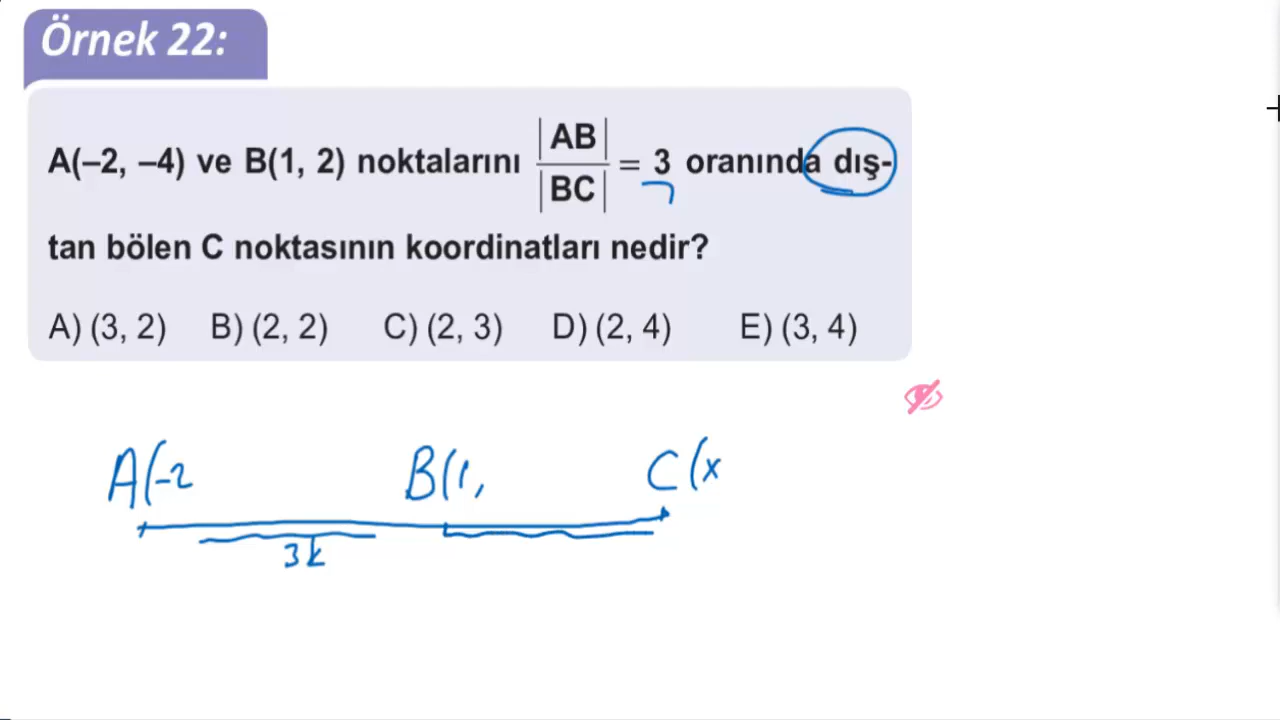 Örnek 22:
A(–2, –4) ve B(1, 2) noktalarını |AB| / |BC| = 3 oranında dış-
tan bölen C noktasının koordinatları nedir?
A) (3, 2) B) (2, 2) C) (2, 3) D) (2, 4) E) (3, 4)
A(-2 B(1, C(x
3k